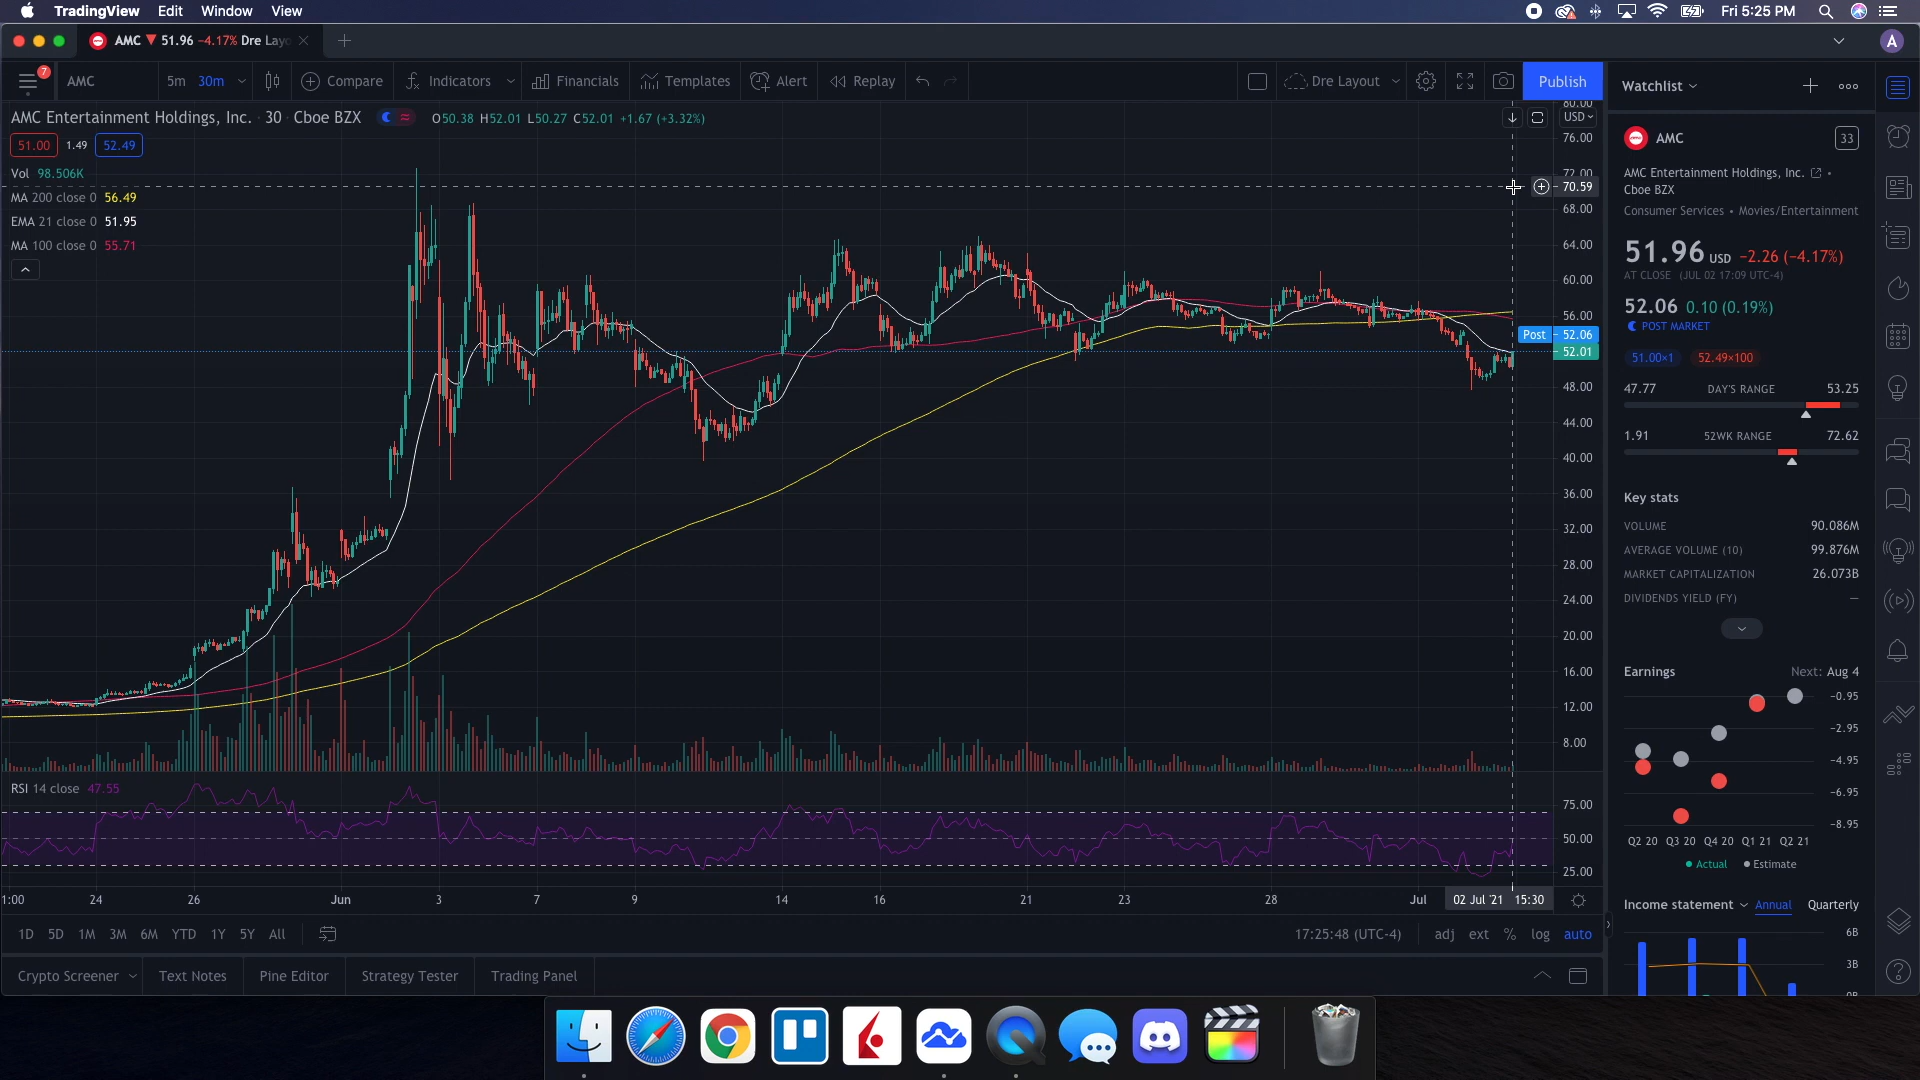 TradingView Edit Window View
Fri 5:25 PM
AMC ▼ 51.96 −4.17% Dre Layo
A
7
AMC 5m 30m Compare Indicators Financials Templates Alert Replay Dre Layout Publish
AMC Entertainment Holdings, Inc. · 30 · Cboe BZX O50.38 H52.01 L50.27 C52.01 +1.67 (+3.32%)
51.00 1.49 52.49
Vol 98.506K
MA 200 close 0 56.49
EMA 21 close 0 51.95
MA 100 close 0 55.71
80.00
USD
76.00
72.00
70.59
68.00
64.00
60.00
56.00
Post 52.06
52.01
48.00
44.00
40.00
36.00
32.00
28.00
24.00
20.00
16.00
12.00
8.00
RSI 14 close 47.55
75.00
50.00
25.00
1:00 24 26 Jun 3 7 9 14 16 21 23 28 Jul 02 Jul '21 15:30
1D 5D 1M 3M 6M YTD 1Y 5Y All
17:25:48 (UTC-4) adj ext % log auto
Crypto Screener Text Notes Pine Editor Strategy Tester Trading Panel
Watchlist
AMC 33
AMC Entertainment Holdings, Inc. •
Cboe BZX
Consumer Services • Movies/Entertainment
51.96 USD −2.26 (−4.17%)
AT CLOSE (JUL 02 17:09 UTC-4)
52.06 0.10 (0.19%)
POST MARKET
51.00×1 52.49×100
47.77 DAY'S RANGE 53.25
1.91 52WK RANGE 72.62
Key stats
VOLUME 90.086M
AVERAGE VOLUME (10) 99.876M
MARKET CAPITALIZATION 26.073B
DIVIDENDS YIELD (FY) —
Earnings Next: Aug 4
-0.95
-2.95
-4.95
-6.95
-8.95
Q2 20 Q3 20 Q4 20 Q1 21 Q2 21
• Actual • Estimate
Income statement Annual Quarterly
6B
3B
0B